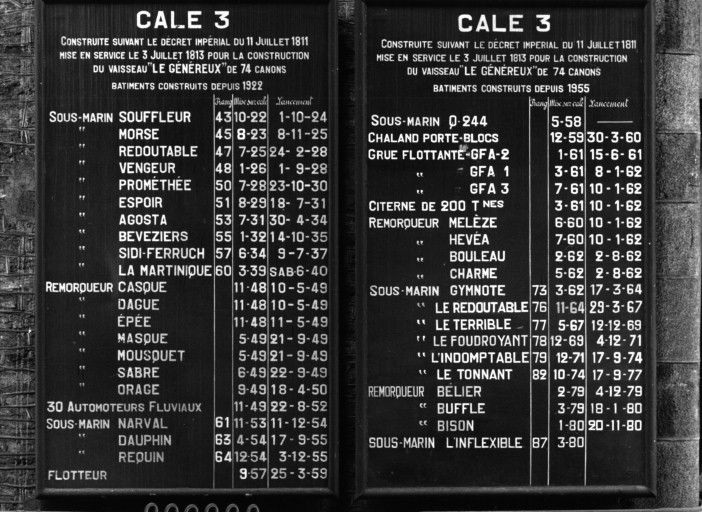 CALE 3
CONSTRUITE SUIVANT LE DÉCRET IMPÉRIAL DU 11 JUILLET 1811
MISE EN SERVICE LE 3 JUILLET 1813 POUR LA CONSTRUCTION
DU VAISSEAU "LE GÉNÉREUX" DE 74 CANONS
BATIMENTS CONSTRUITS DEPUIS 1922
Rang Mise sur cale Lancement
SOUS-MARIN SOUFFLEUR 43 10-22 1-10-24
" MORSE 45 8-23 8-11-25
" REDOUTABLE 47 7-25 24-2-28
" VENGEUR 48 1-26 1-9-28
" PROMÉTHÉE 50 7-28 23-10-30
" ESPOIR 51 8-29 18-7-31
" AGOSTA 53 7-31 30-4-34
" BEVEZIERS 55 1-32 14-10-35
" SIDI-FERRUCH 57 6-34 9-7-37
" LA MARTINIQUE 60 3-39 SAB-6-40
REMORQUEUR CASQUE 11-48 10-5-49
" DAGUE 11-48 10-5-49
" ÉPÉE 11-48 11-5-49
" MASQUE 5-49 21-9-49
" MOUSQUET 5-49 21-9-49
" SABRE 6-49 22-9-49
" ORAGE 9-49 18-4-50
30 AUTOMOTEURS FLUVIAUX 11-49 22-8-52
SOUS-MARIN NARVAL 61 11-53 11-12-54
" DAUPHIN 63 4-54 17-9-55
" REQUIN 64 12-54 3-12-55
FLOTTEUR 9-57 25-3-59
CALE 3
CONSTRUITE SUIVANT LE DÉCRET IMPÉRIAL DU 11 JUILLET 1811
MISE EN SERVICE LE 3 JUILLET 1813 POUR LA CONSTRUCTION
DU VAISSEAU "LE GÉNÉREUX" DE 74 CANONS
BATIMENTS CONSTRUITS DEPUIS 1955
Rang Mise sur cale Lancement
SOUS-MARIN Q-244 5-58 —
CHALAND PORTE-BLOCS 12-59 30-3-60
GRUE FLOTTANTE-GFA-2 1-61 15-6-61
" - GFA 1 3-61 8-1-62
" - GFA 3 7-61 10-1-62
CITERNE DE 200 TNES 3-61 10-1-62
REMORQUEUR MELÈZE 6-60 10-1-62
" HEVÉA 7-60 10-1-62
" BOULEAU 2-62 2-8-62
" CHARME 5-62 2-8-62
SOUS-MARIN GYMNOTE 73 3-62 17-3-64
" LE REDOUTABLE 76 11-64 29-3-67
" LE TERRIBLE 77 5-67 12-12-69
" LE FOUDROYANT 78 12-69 4-12-71
" L'INDOMPTABLE 79 12-71 17-9-74
" LE TONNANT 82 10-74 17-9-77
REMORQUEUR BÉLIER 2-79 4-12-79
" BUFFLE 3-79 18-1-80
" BISON 1-80 20-11-80
SOUS-MARIN L'INFLEXIBLE 87 3-80